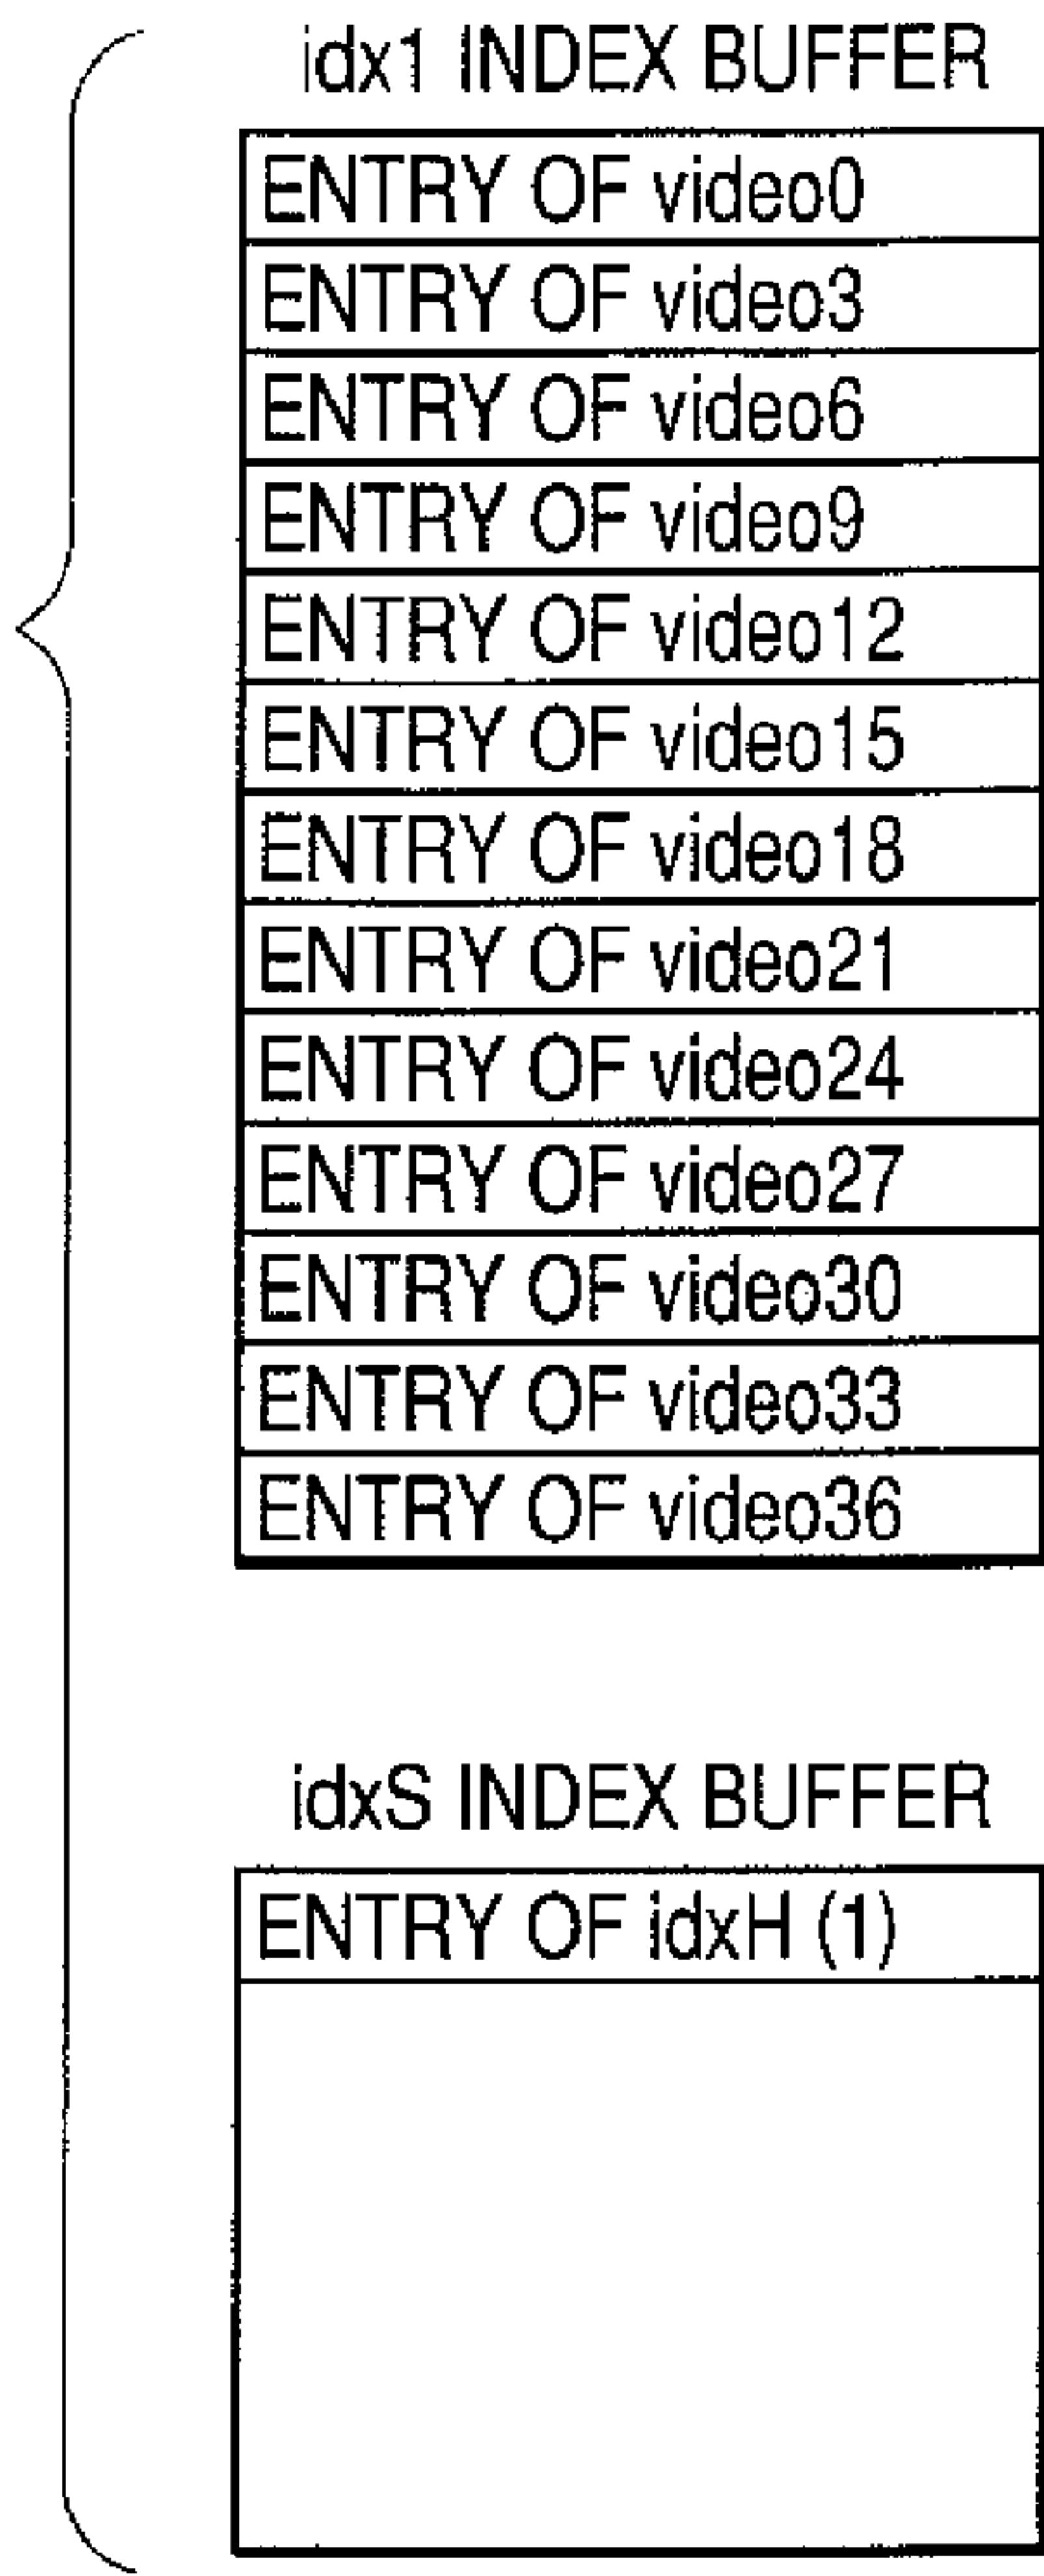 idx1 INDEX BUFFER
ENTRY OF video0
ENTRY OF video3
ENTRY OF video6
ENTRY OF video9
ENTRY OF video12
ENTRY OF video15
ENTRY OF video18
ENTRY OF video21
ENTRY OF video24
ENTRY OF video27
ENTRY OF video30
ENTRY OF video33
ENTRY OF video36
idxS INDEX BUFFER
ENTRY OF idxH (1)